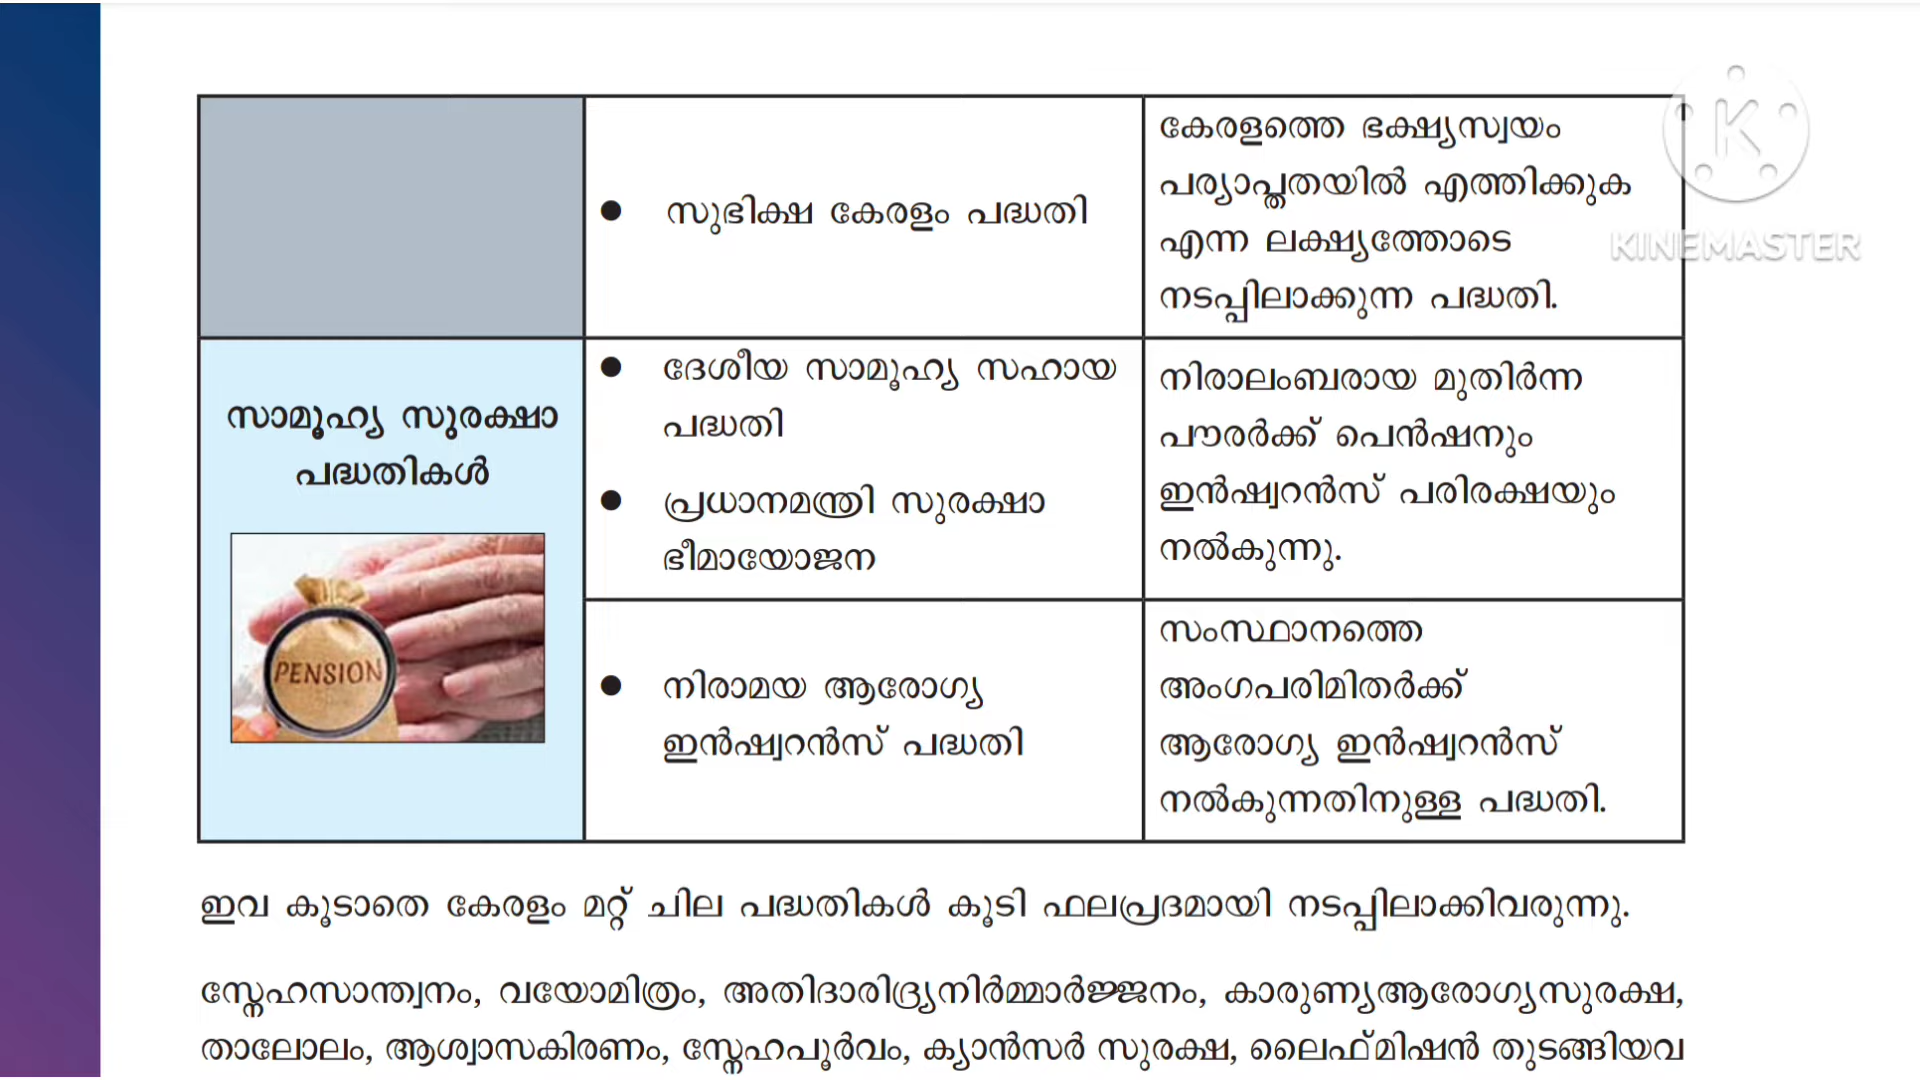 കേരളത്തെ ഭക്ഷ്യസ്വയം
പര്യാപ്തതയിൽ എത്തിക്കുക
● സുഭിക്ഷ കേരളം പദ്ധതി
എന്ന ലക്ഷ്യത്തോടെ
നടപ്പിലാക്കുന്ന പദ്ധതി.
K
KINEMASTER
സാമൂഹ്യ സുരക്ഷാ
പദ്ധതികൾ
PENSION
● ദേശീയ സാമൂഹ്യ സഹായ
പദ്ധതി
● പ്രധാനമന്ത്രി സുരക്ഷാ
ഭീമായോജന
നിരാലംബരായ മുതിർന്ന
പൗരർക്ക് പെൻഷനും
ഇൻഷ്വറൻസ് പരിരക്ഷയും
നൽകുന്നു.
● നിരാമയ ആരോഗ്യ
ഇൻഷ്വറൻസ് പദ്ധതി
സംസ്ഥാനത്തെ
അംഗപരിമിതർക്ക്
ആരോഗ്യ ഇൻഷ്വറൻസ്
നൽകുന്നതിനുള്ള പദ്ധതി.
ഇവ കൂടാതെ കേരളം മറ്റ് ചില പദ്ധതികൾ കൂടി ഫലപ്രദമായി നടപ്പിലാക്കിവരുന്നു.
സ്നേഹസാന്ത്വനം, വയോമിത്രം, അതിദാരിദ്ര്യനിർമ്മാർജ്ജനം, കാരുണ്യആരോഗ്യസുരക്ഷ,
താലോലം, ആശ്വാസകിരണം, സ്നേഹപൂർവം, ക്യാൻസർ സുരക്ഷ, ലൈഫ്മിഷൻ തുടങ്ങിയവ